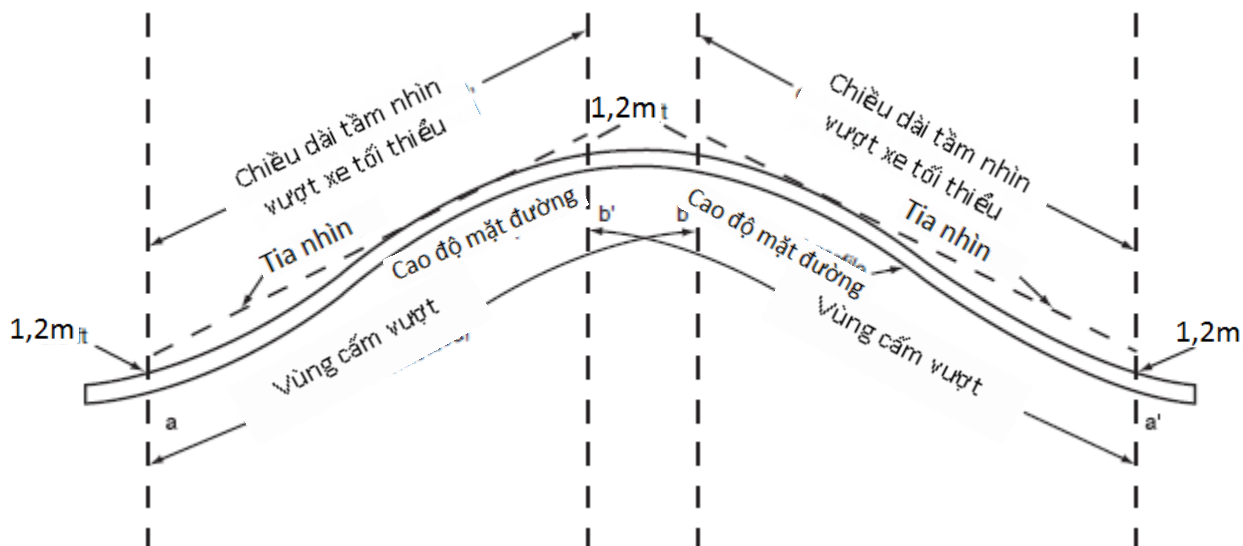 Chiều dài tầm nhìn
vượt xe tối thiểu
1,2m
Chiều dài tầm nhìn
vượt xe tối thiểu
Tia nhìn
Cao độ mặt đường
b'
b
Cao độ mặt đường
Tia nhìn
1,2m
Vùng cấm vượt
Vùng cấm vượt
1,2m
a
a'